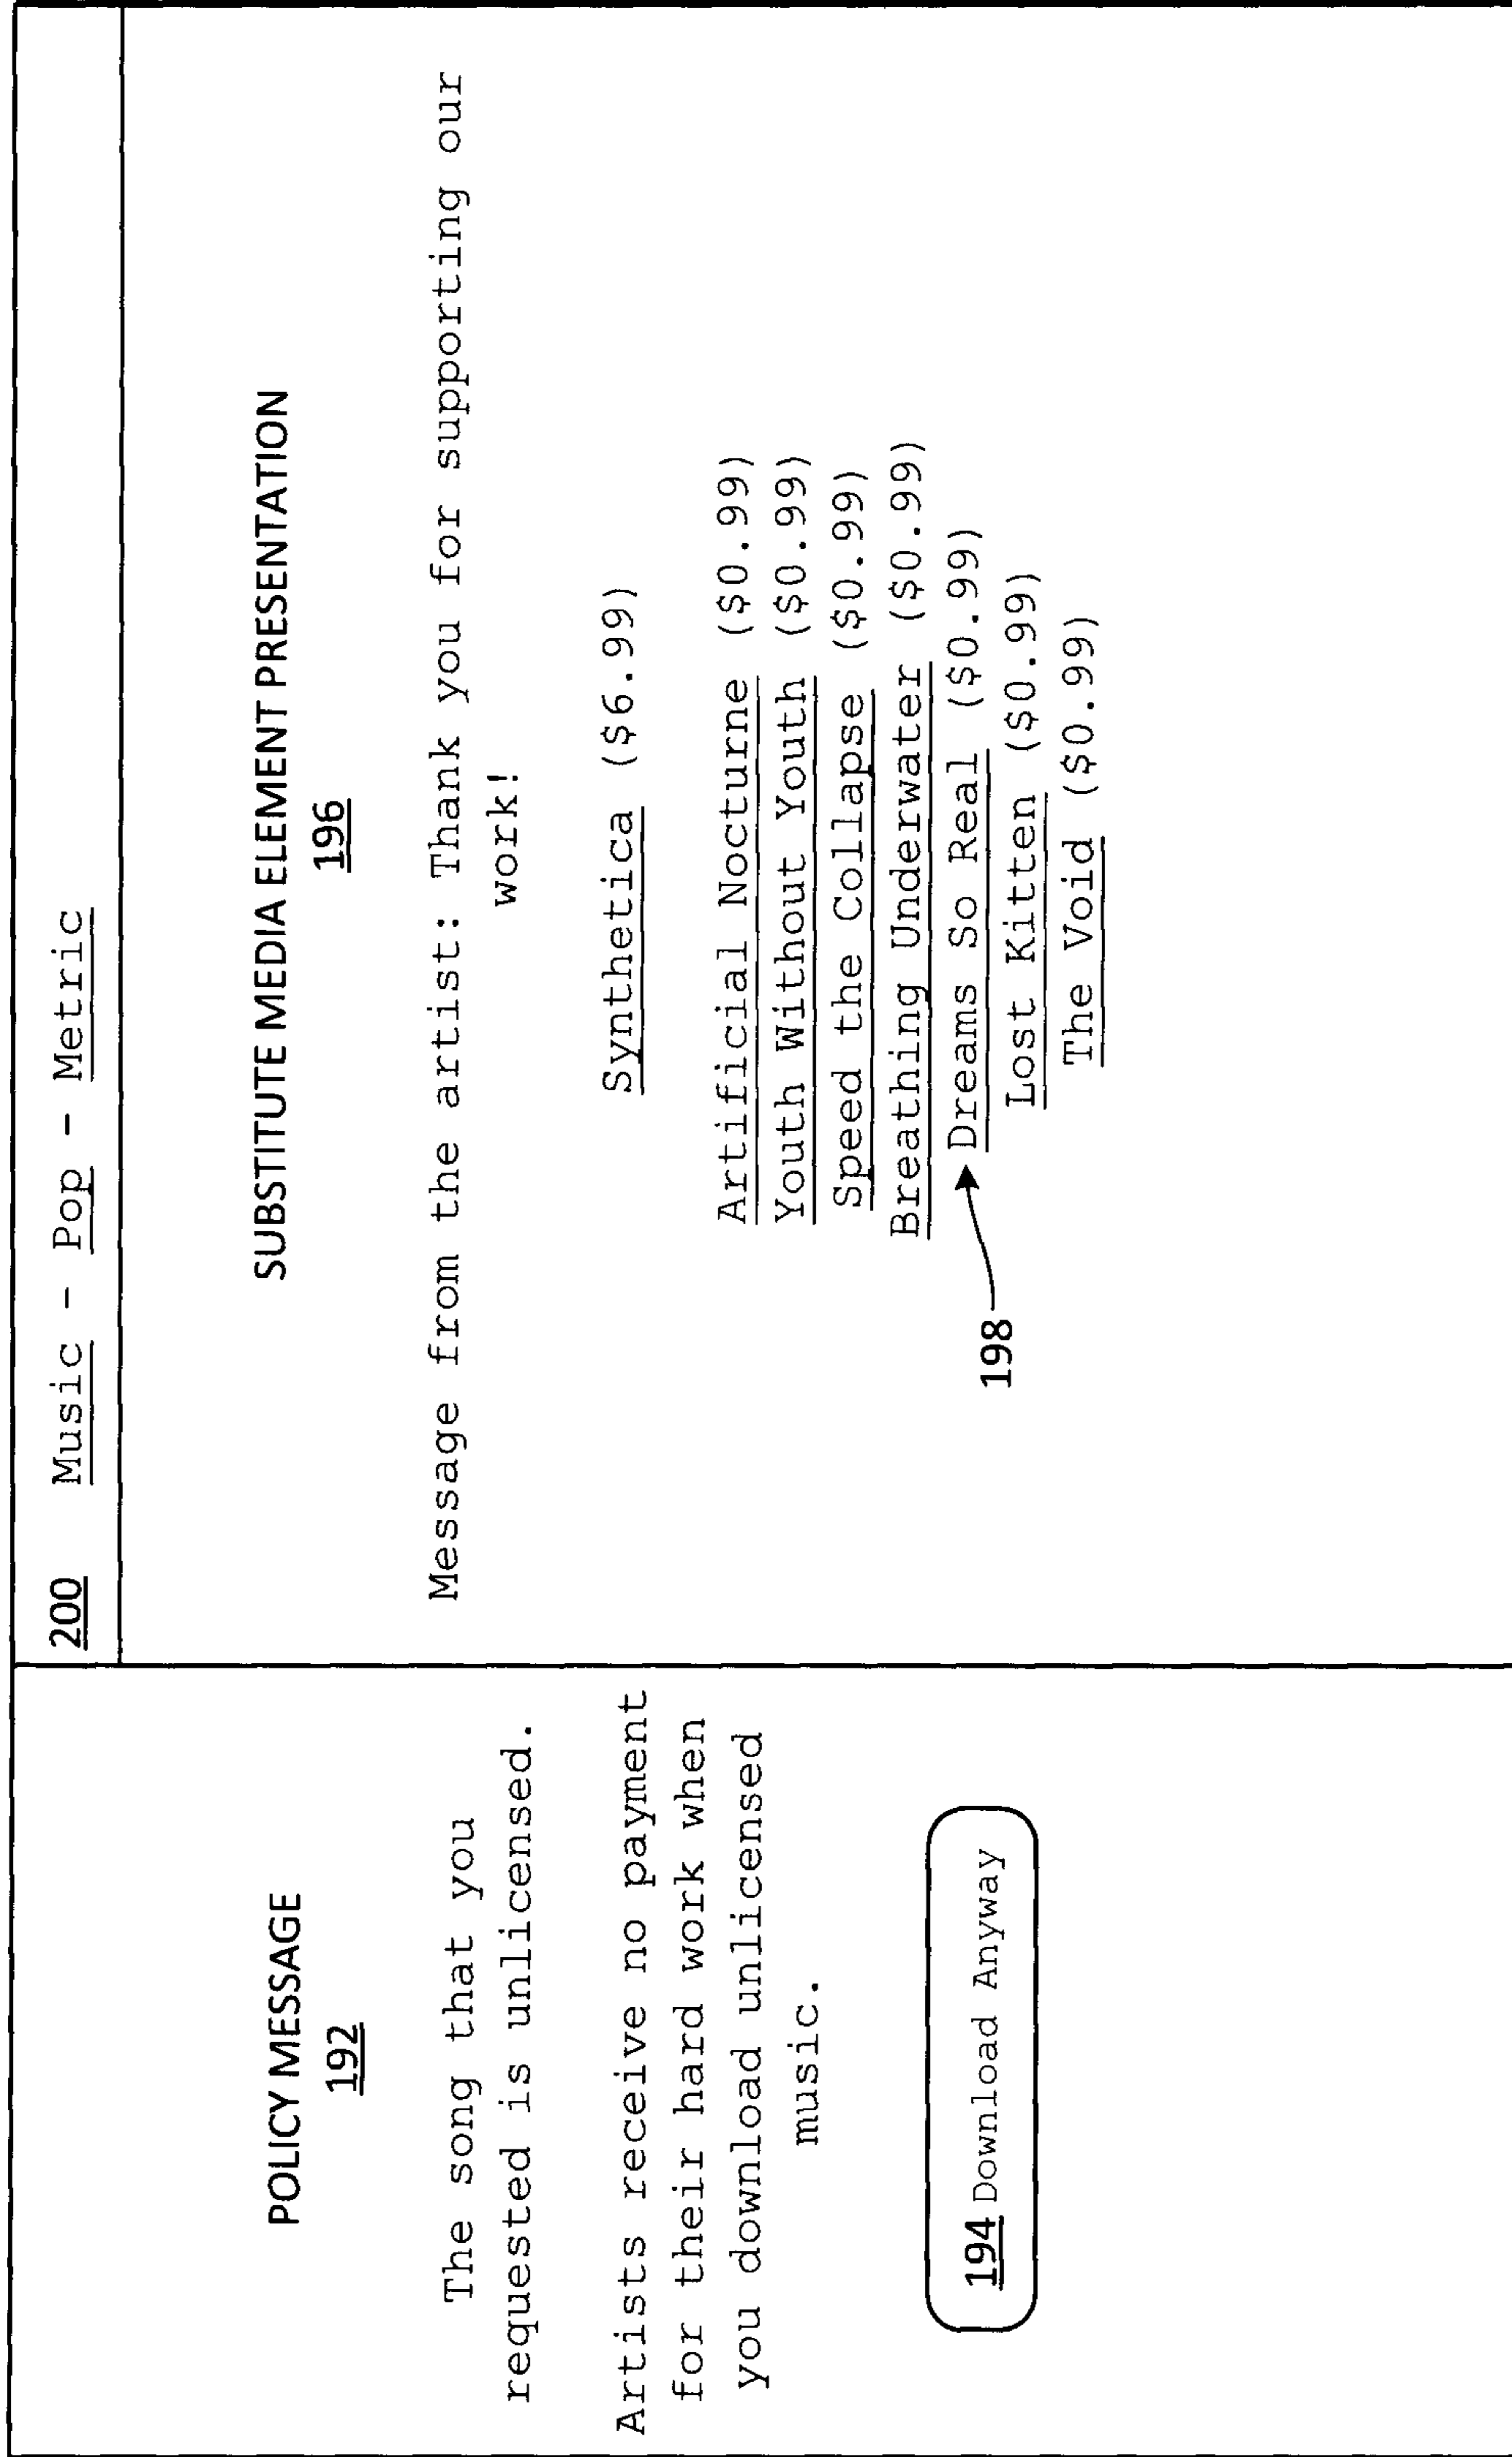 POLICY MESSAGE
192
The song that you
requested is unlicensed.
Artists receive no payment
for their hard work when
you download unlicensed
music.
194 Download Anyway
200 Music - Pop - Metric
SUBSTITUTE MEDIA ELEMENT PRESENTATION
196
Message from the artist: Thank you for supporting our
work!
Synthetica ($6.99)
Artificial Nocturne ($0.99)
Youth Without Youth ($0.99)
Speed the Collapse ($0.99)
Breathing Underwater ($0.99)
Dreams So Real ($0.99)
Lost Kitten ($0.99)
The Void ($0.99)
198